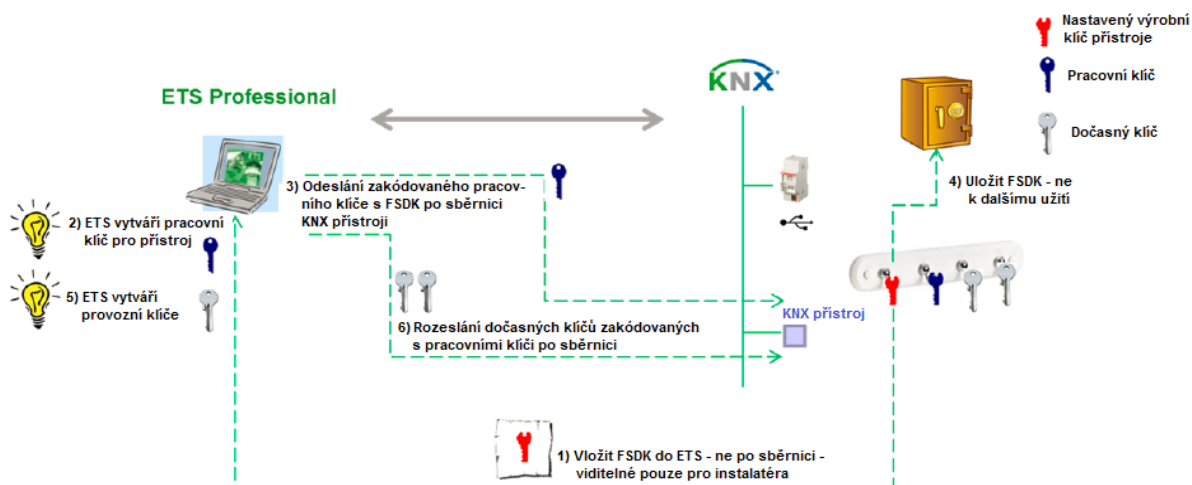 Nastavený výrobní
klíč přístroje
Pracovní klíč
Dočasný klíč
KNX
ETS Professional
3) Odeslání zakódovaného pracov-
ního klíče s FSDK po sběrnici
KNX přístroji
4) Uložit FSDK - ne
k dalšímu užití
2) ETS vytváří pracovní
klíč pro přístroj
5) ETS vytváří
provozní klíče
6) Rozeslání dočasných klíčů zakódovaných
s pracovními klíči po sběrnici
KNX přístroj
1) Vložit FSDK do ETS - ne po sběrnici -
viditelné pouze pro instalatéra